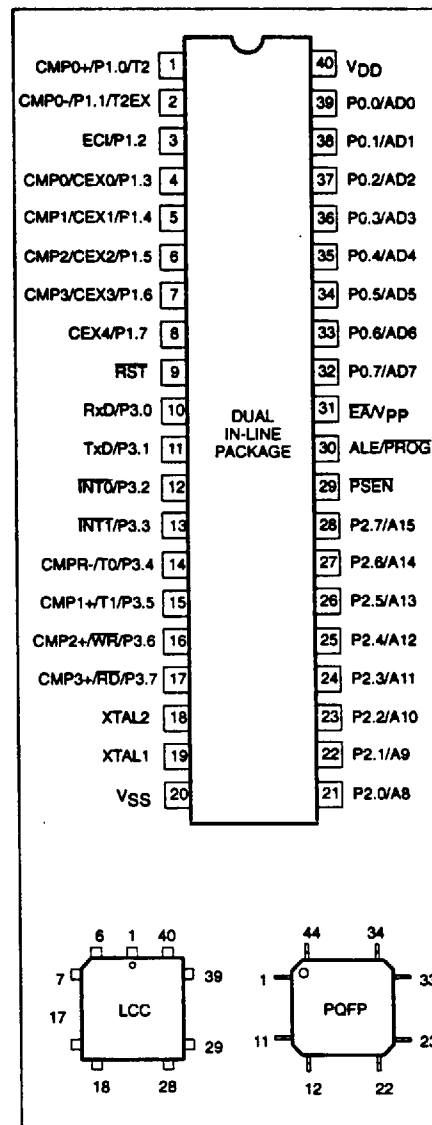 CMP0+/P1.0/T2 1 40 VDD
CMP0-/P1.1/T2EX 2 39 P0.0/AD0
ECI/P1.2 3 38 P0.1/AD1
CMP0/CEX0/P1.3 4 37 P0.2/AD2
CMP1/CEX1/P1.4 5 36 P0.3/AD3
CMP2/CEX2/P1.5 6 35 P0.4/AD4
CMP3/CEX3/P1.6 7 34 P0.5/AD5
CEX4/P1.7 8 33 P0.6/AD6
RST 9 32 P0.7/AD7
RxD/P3.0 10 31 EA/VPP
TxD/P3.1 11 30 ALE/PROG
INT0/P3.2 12 29 PSEN
INT1/P3.3 13 28 P2.7/A15
CMPR-/T0/P3.4 14 27 P2.6/A14
CMP1+/T1/P3.5 15 26 P2.5/A13
CMP2+/WR/P3.6 16 25 P2.4/A12
CMP3+/RD/P3.7 17 24 P2.3/A11
XTAL2 18 23 P2.2/A10
XTAL1 19 22 P2.1/A9
VSS 20 21 P2.0/A8
DUAL
IN-LINE
PACKAGE
6 1 40
7 39
17 LCC
29
18 28
44 34
1 33
PQFP
11 23
12 22